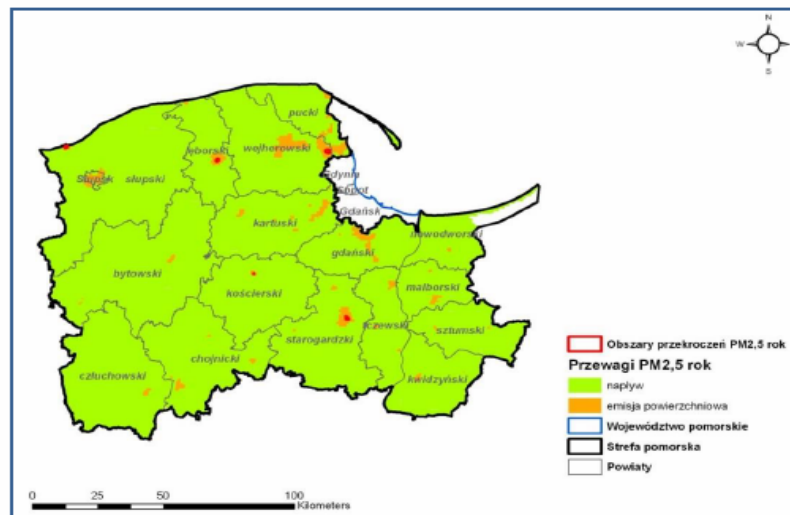 N
W E
S
pucki
lęborski
wejherowski
Słupsk
słupski
Gdynia
Sopot
Gdańsk
kartuski
nowodworski
gdański
bytowski
malborski
kościerski
sztumski
starogardzki
tczewski
chojnicki
człuchowski
kwidzyński
Obszary przekroczeń PM2,5 rok
Przewagi PM2,5 rok
napływ
emisja powierzchniowa
Województwo pomorskie
Strefa pomorska
Powiaty
0 25 50 100
Kilometers